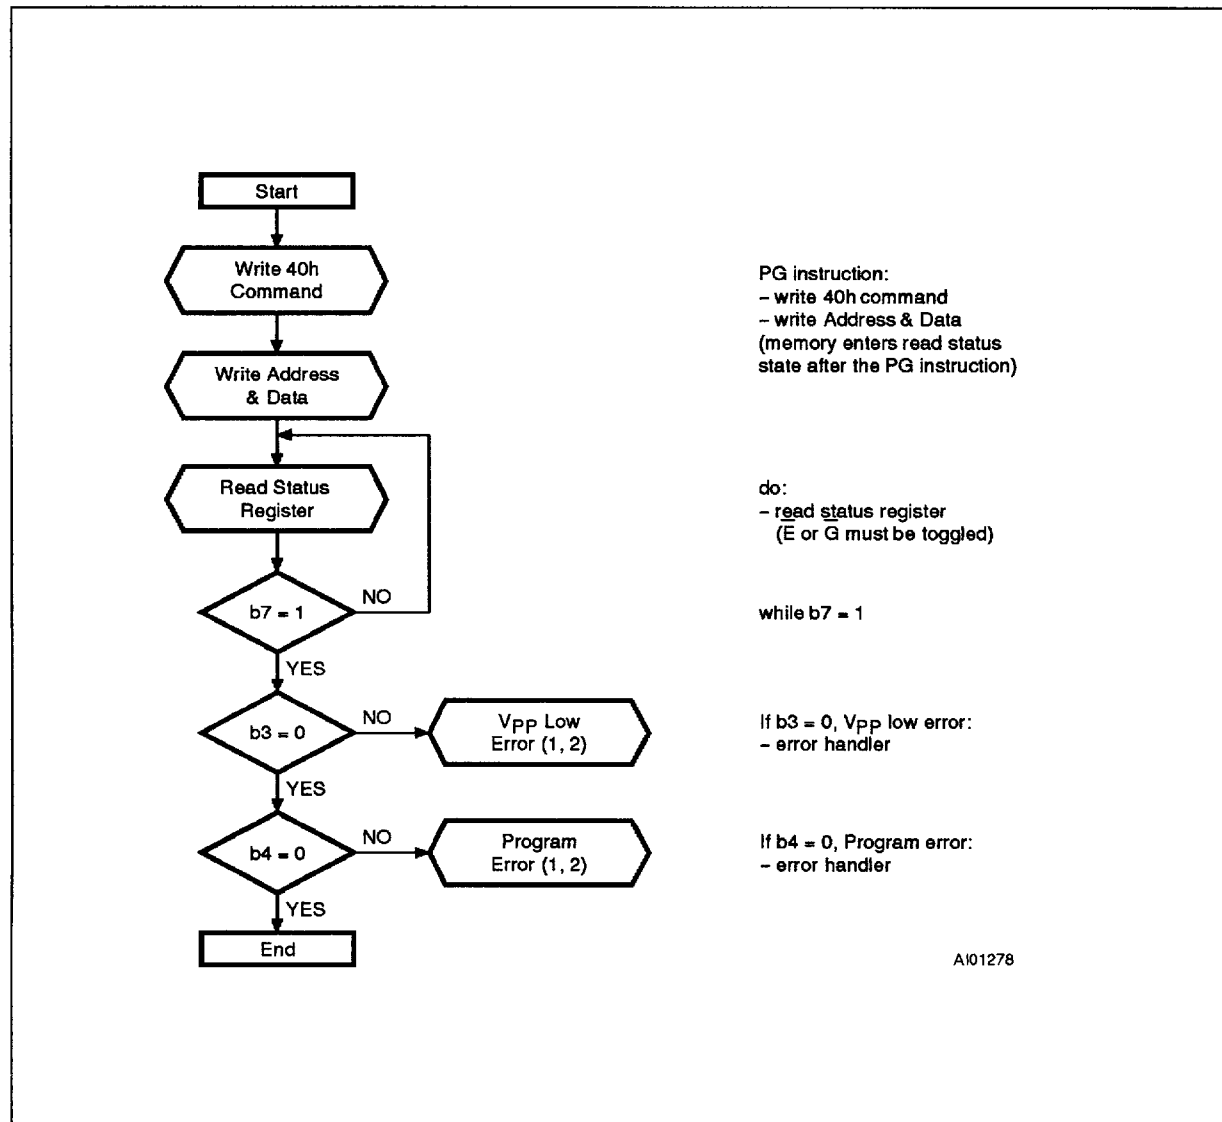 Start
Write 40h
Command
PG instruction:
– write 40h command
– write Address & Data
(memory enters read status
state after the PG instruction)
Write Address
& Data
Read Status
Register
do:
– read status register
(E̅ or G̅ must be toggled)
b7 = 1
NO
while b7 = 1
YES
b3 = 0
NO
VPP Low
Error (1, 2)
If b3 = 0, VPP low error:
– error handler
YES
b4 = 0
NO
Program
Error (1, 2)
If b4 = 0, Program error:
– error handler
YES
End
AI01278